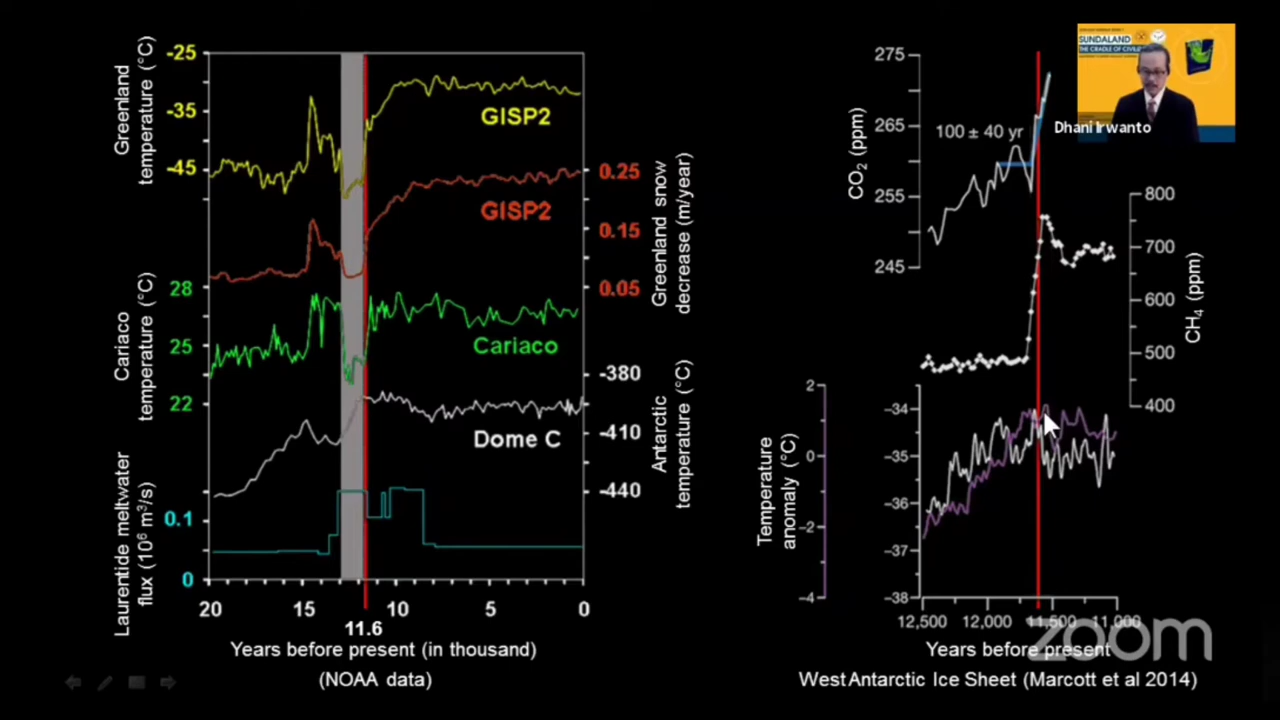 Greenland
temperature (°C)
-25
-35
-45
GISP2
GISP2
0.25
0.15
0.05
Greenland snow
decrease (m/year)
Cariaco
temperature (°C)
28
25
22
Cariaco
-380
-410
-440
Antarctic
temperature (°C)
Dome C
Laurentide meltwater
flux (10⁶ m³/s)
0.1
0
20
15
10
5
0
11.6
Years before present (in thousand)
(NOAA data)
275
265
255
245
CO₂ (ppm)
100 ± 40 yr
800
700
600
500
400
CH₄ (ppm)
2
0
-2
-4
Temperature
anomaly (°C)
-34
-35
-36
-37
-38
12,500
12,000
11,500
11,000
Years before present
West Antarctic Ice Sheet (Marcott et al 2014)
SUNDALAND
Dhani Irwanto
zoom